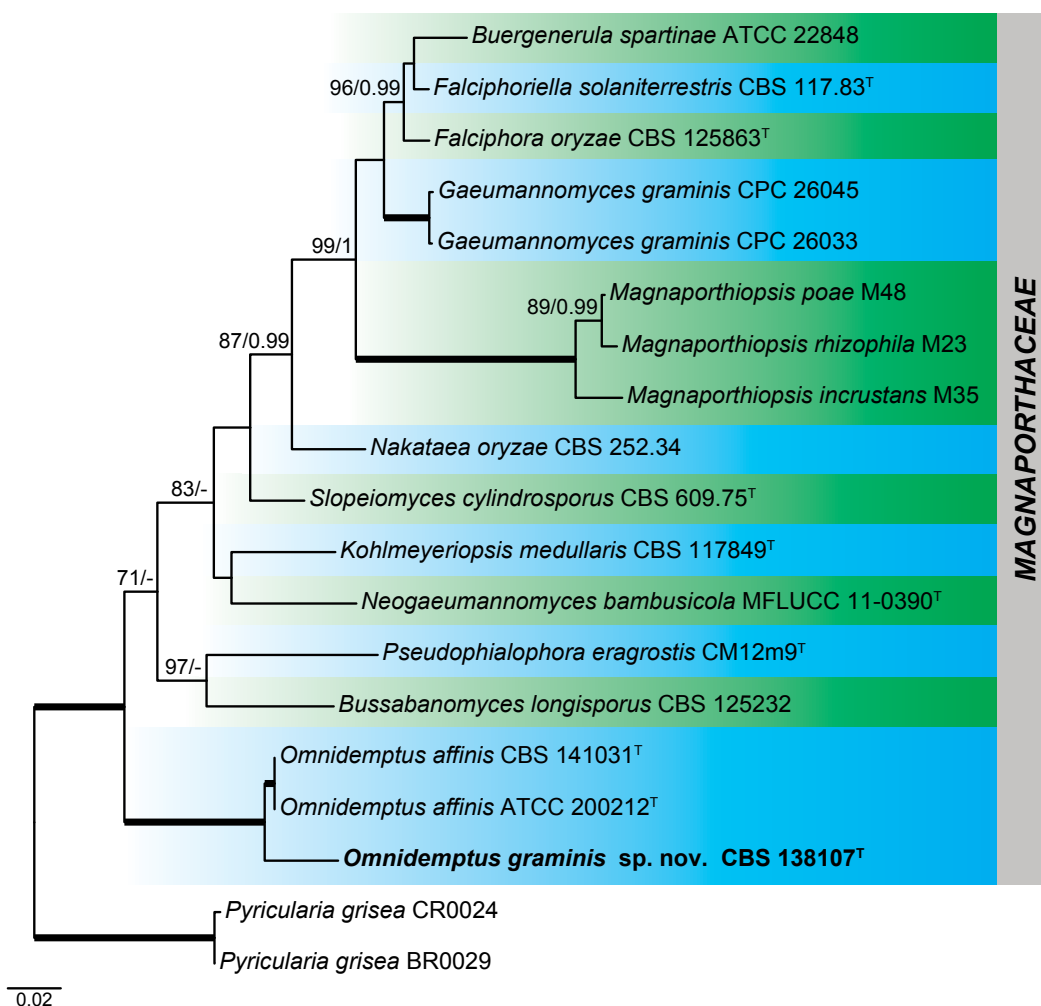 Buergenerula spartinae ATCC 22848
96/0.99
Falciphoriella solaniterrestris CBS 117.83ᵀ
Falciphora oryzae CBS 125863ᵀ
Gaeumannomyces graminis CPC 26045
99/1
Gaeumannomyces graminis CPC 26033
Magnaporthiopsis poae M48
89/0.99
87/0.99
Magnaporthiopsis rhizophila M23
Magnaporthiopsis incrustans M35
Nakataea oryzae CBS 252.34
83/-
Slopeiomyces cylindrosporus CBS 609.75ᵀ
Kohlmeyeriopsis medullaris CBS 117849ᵀ
71/-
Neogaeumannomyces bambusicola MFLUCC 11-0390ᵀ
Pseudophialophora eragrostis CM12m9ᵀ
97/-
Bussabanomyces longisporus CBS 125232
Omnidemptus affinis CBS 141031ᵀ
Omnidemptus affinis ATCC 200212ᵀ
Omnidemptus graminis sp. nov. CBS 138107ᵀ
Pyricularia grisea CR0024
Pyricularia grisea BR0029
0.02
MAGNAPORTHACEAE